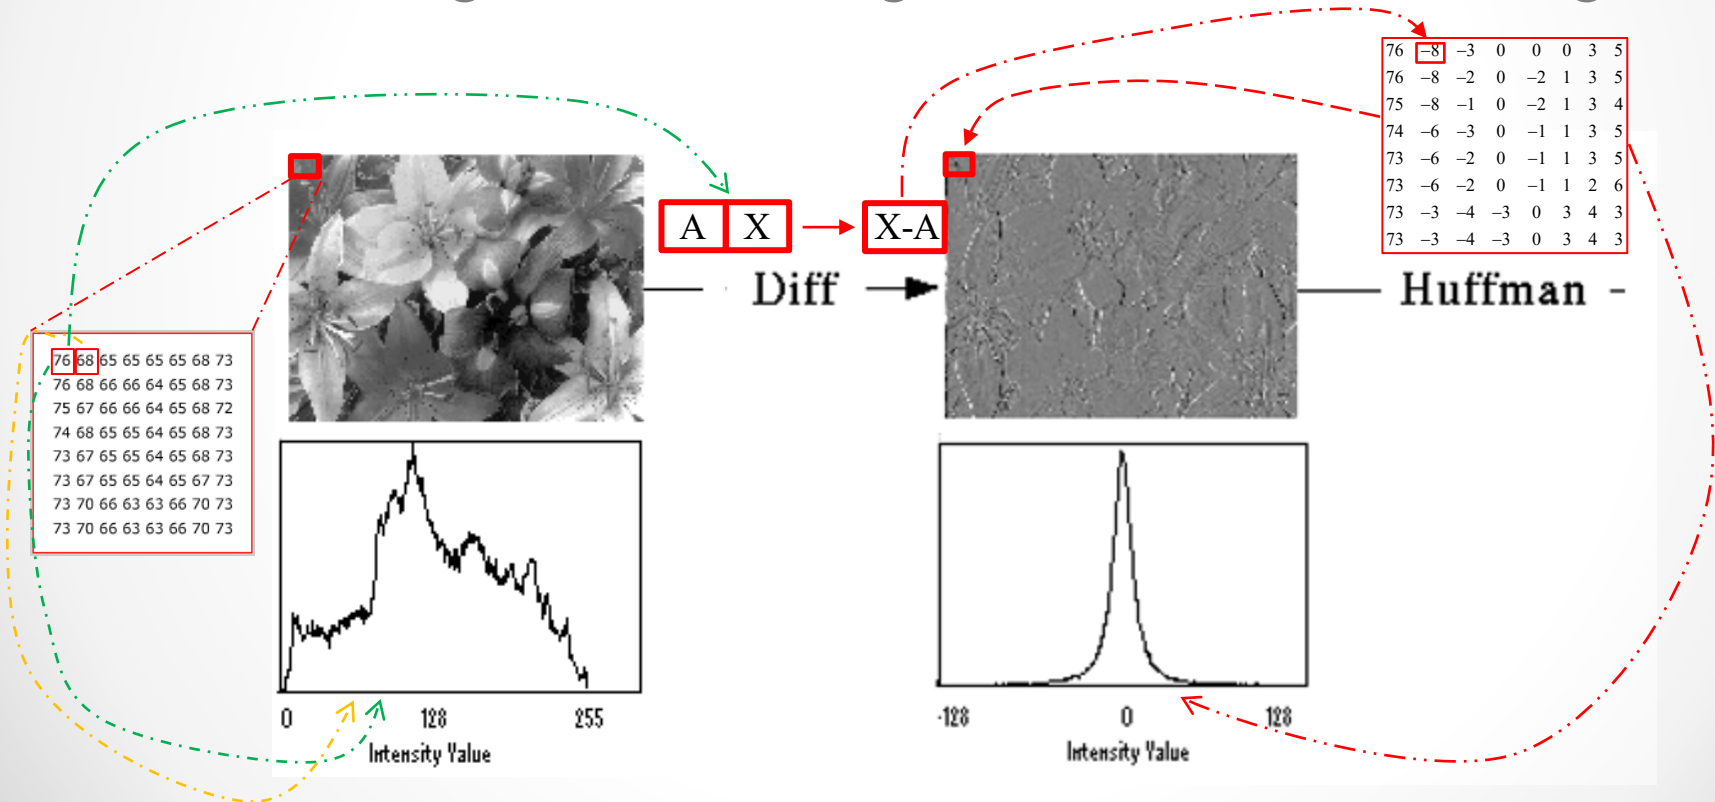 76 –8 –3 0 0 0 3 5
76 –8 –2 0 –2 1 3 5
75 –8 –1 0 –2 1 3 4
74 –6 –3 0 –1 1 3 5
73 –6 –2 0 –1 1 3 5
73 –6 –2 0 –1 1 2 6
73 –3 –4 –3 0 3 4 3
73 –3 –4 –3 0 3 4 3
A X X-A
Diff
Huffman
76 68 65 65 65 65 68 73
76 68 66 66 64 65 68 73
75 67 66 66 64 65 68 72
74 68 65 65 64 65 68 73
73 67 65 65 64 65 68 73
73 67 65 65 64 65 67 73
73 70 66 63 63 66 70 73
73 70 66 63 63 66 70 73
0 128 255
Intensity Value
-128 0 128
Intensity Value